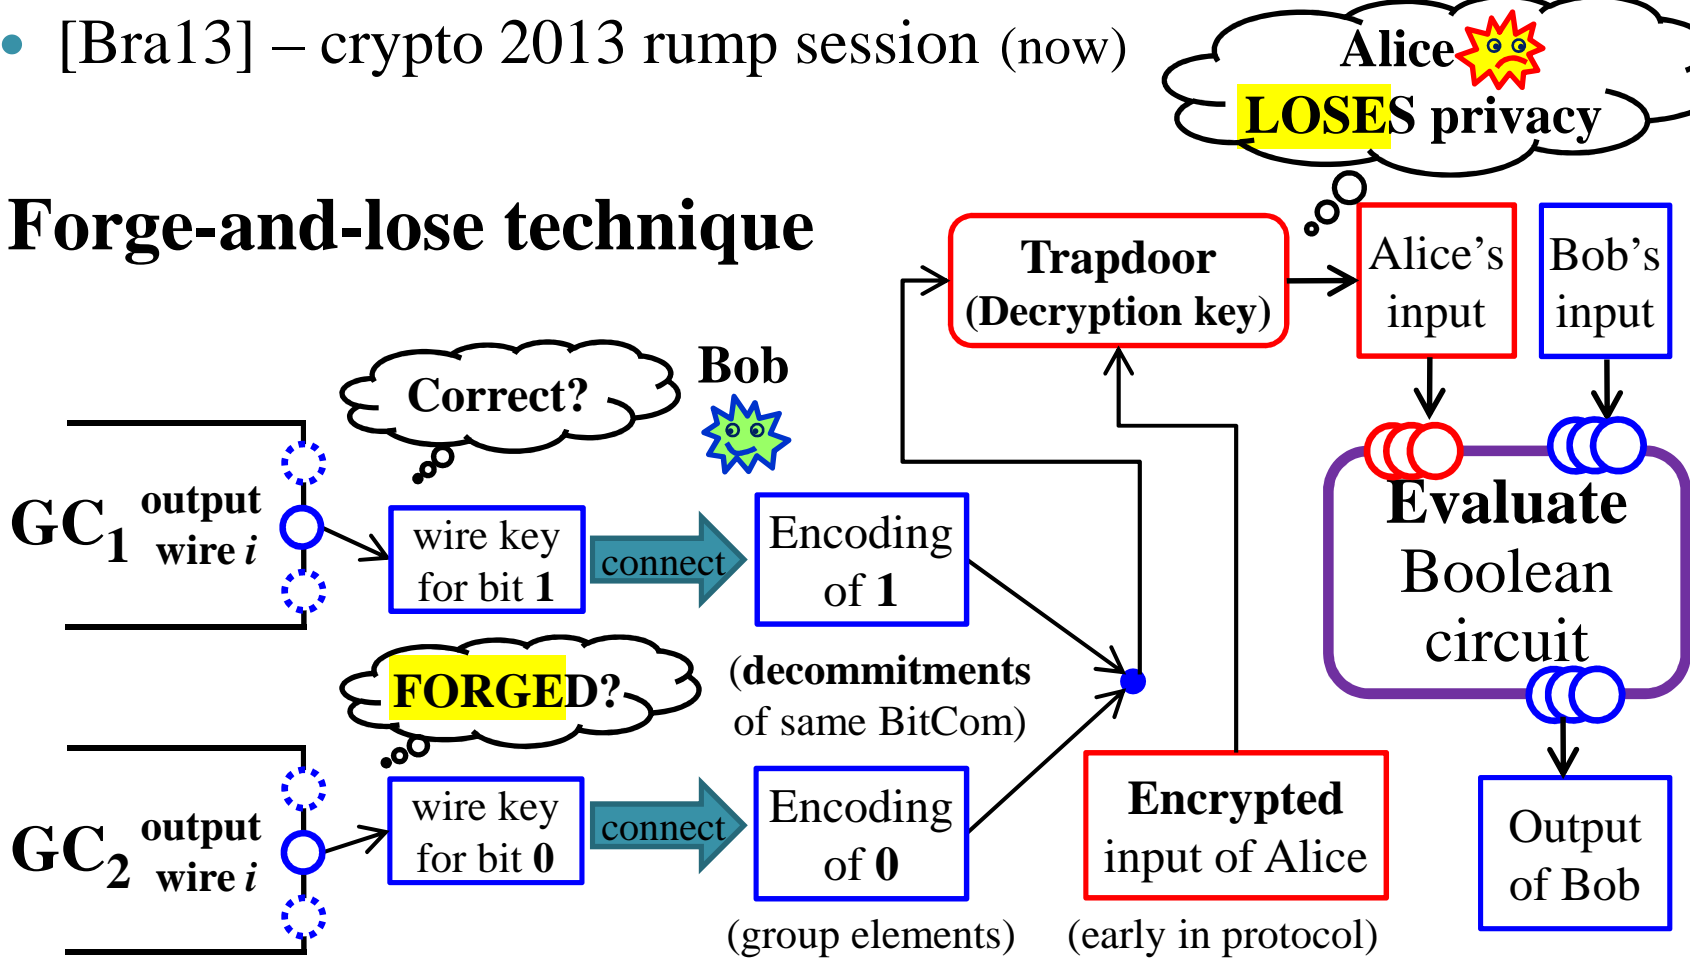 • [Bra13] – crypto 2013 rump session (now)
Alice
LOSES privacy
Forge-and-lose technique
Trapdoor
(Decryption key)
Alice’s
input
Bob’s
input
Correct?
Bob
GC1 output
wire i
wire key
for bit 1
connect
Encoding
of 1
Evaluate
Boolean
circuit
FORGED?
(decommitments
of same BitCom)
GC2 output
wire i
wire key
for bit 0
connect
Encoding
of 0
(group elements)
Encrypted
input of Alice
(early in protocol)
Output
of Bob